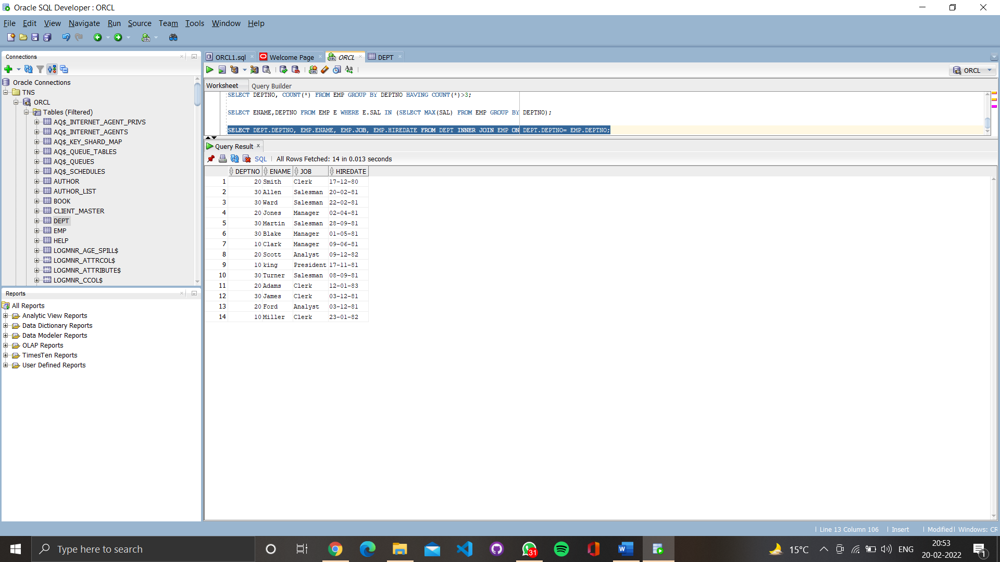 Oracle SQL Developer : ORCL
File Edit View Navigate Run Source Team Tools Window Help
Connections
Oracle Connections
TNS
ORCL
Tables (Filtered)
AQ$_INTERNET_AGENT_PRIVS
AQ$_INTERNET_AGENTS
AQ$_KEY_SHARD_MAP
AQ$_QUEUE_TABLES
AQ$_QUEUES
AQ$_SCHEDULES
AUTHOR
AUTHOR_LIST
BOOK
CLIENT_MASTER
DEPT
EMP
HELP
LOGMNR_AGE_SPILL$
LOGMNR_ATTRCOL$
LOGMNR_ATTRIBUTE$
LOGMNR_CCOL$
Reports
All Reports
Analytic View Reports
Data Dictionary Reports
Data Modeler Reports
OLAP Reports
TimesTen Reports
User Defined Reports
ORCL1.sql Welcome Page ORCL DEPT
ORCL
Worksheet Query Builder
SELECT DEPTNO, COUNT(*) FROM EMP GROUP BY DEPTNO HAVING COUNT(*)>3;
SELECT ENAME,DEPTNO FROM EMP E WHERE E.SAL IN (SELECT MAX(SAL) FROM EMP GROUP BY DEPTNO);
SELECT DEPT.DEPTNO, EMP.ENAME, EMP.JOB, EMP.HIREDATE FROM DEPT INNER JOIN EMP ON DEPT.DEPTNO= EMP.DEPTNO;
Query Result
SQL All Rows Fetched: 14 in 0.013 seconds
DEPTNO ENAME JOB HIREDATE
1 20 Smith Clerk 17-12-80
2 30 Allen Salesman 20-02-81
3 30 Ward Salesman 22-02-81
4 20 Jones Manager 02-04-81
5 30 Martin Salesman 28-09-81
6 30 Blake Manager 01-05-81
7 10 Clark Manager 09-06-81
8 20 Scott Analyst 09-12-82
9 10 king President 17-11-81
10 30 Turner Salesman 08-09-81
11 20 Adams Clerk 12-01-83
12 30 James Clerk 03-12-81
13 20 Ford Analyst 03-12-81
14 10 Miller Clerk 23-01-82
Line 13 Column 106 Insert Modified Windows: CR
Type here to search
31
15°C
ENG
20:53
20-02-2022
1